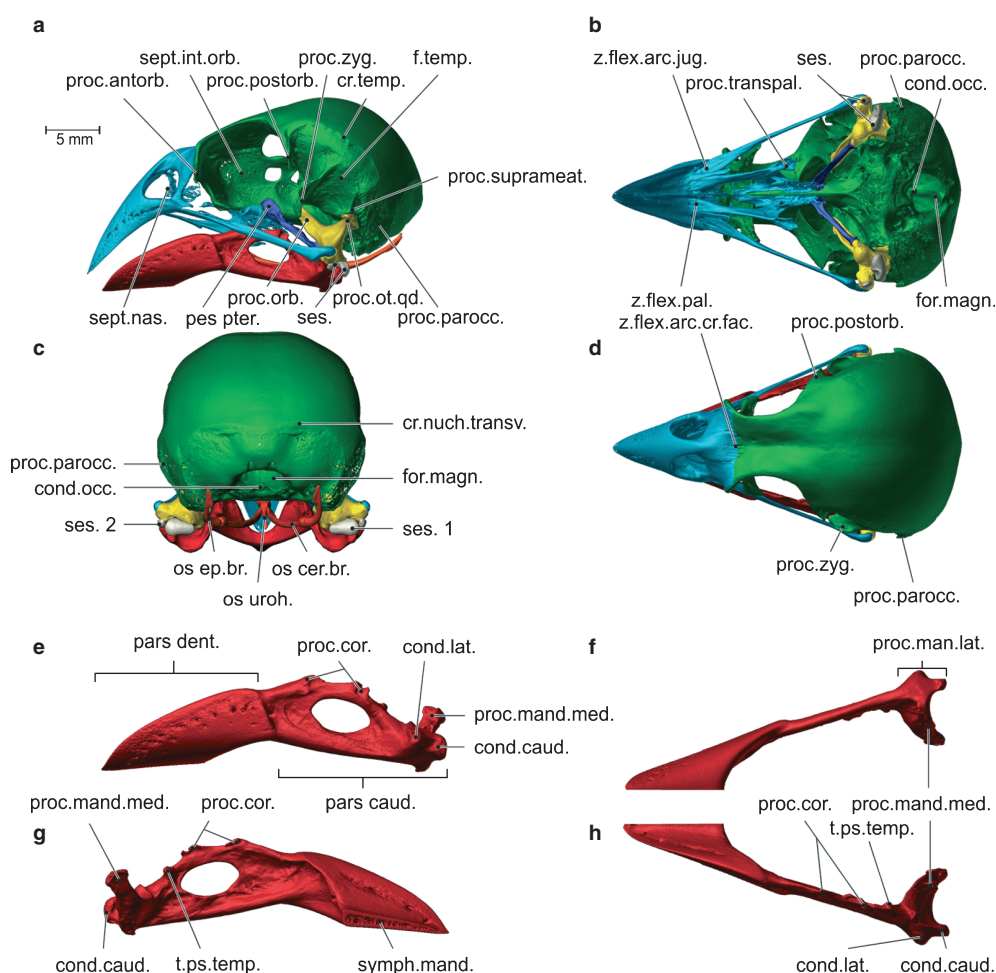 a
sept.int.orb.
proc.zyg.
f.temp.
proc.antorb.
proc.postorb.
cr.temp.
5 mm
proc.suprameat.
proc.orb.
proc.ot.qd.
sept.nas.
pes pter.
ses.
proc.parocc.
b
z.flex.arc.jug.
ses.
proc.parocc.
proc.transpal.
cond.occ.
z.flex.pal.
for.magn.
c
cr.nuch.transv.
proc.parocc.
for.magn.
cond.occ.
ses. 2
ses. 1
os ep.br.
os cer.br.
os uroh.
z.flex.arc.cr.fac.
proc.postorb.
d
proc.zyg.
proc.parocc.
e
pars dent.
proc.cor.
cond.lat.
proc.mand.med.
cond.caud.
pars caud.
f
proc.man.lat.
proc.mand.med.
g
proc.mand.med.
proc.cor.
cond.caud.
t.ps.temp.
symph.mand.
h
proc.cor.
t.ps.temp.
cond.lat.
cond.caud.